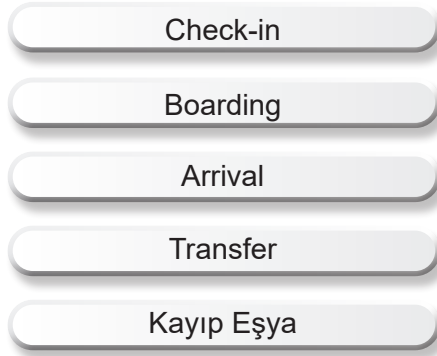 Check-in
Boarding
Arrival
Transfer
Kayıp Eşya